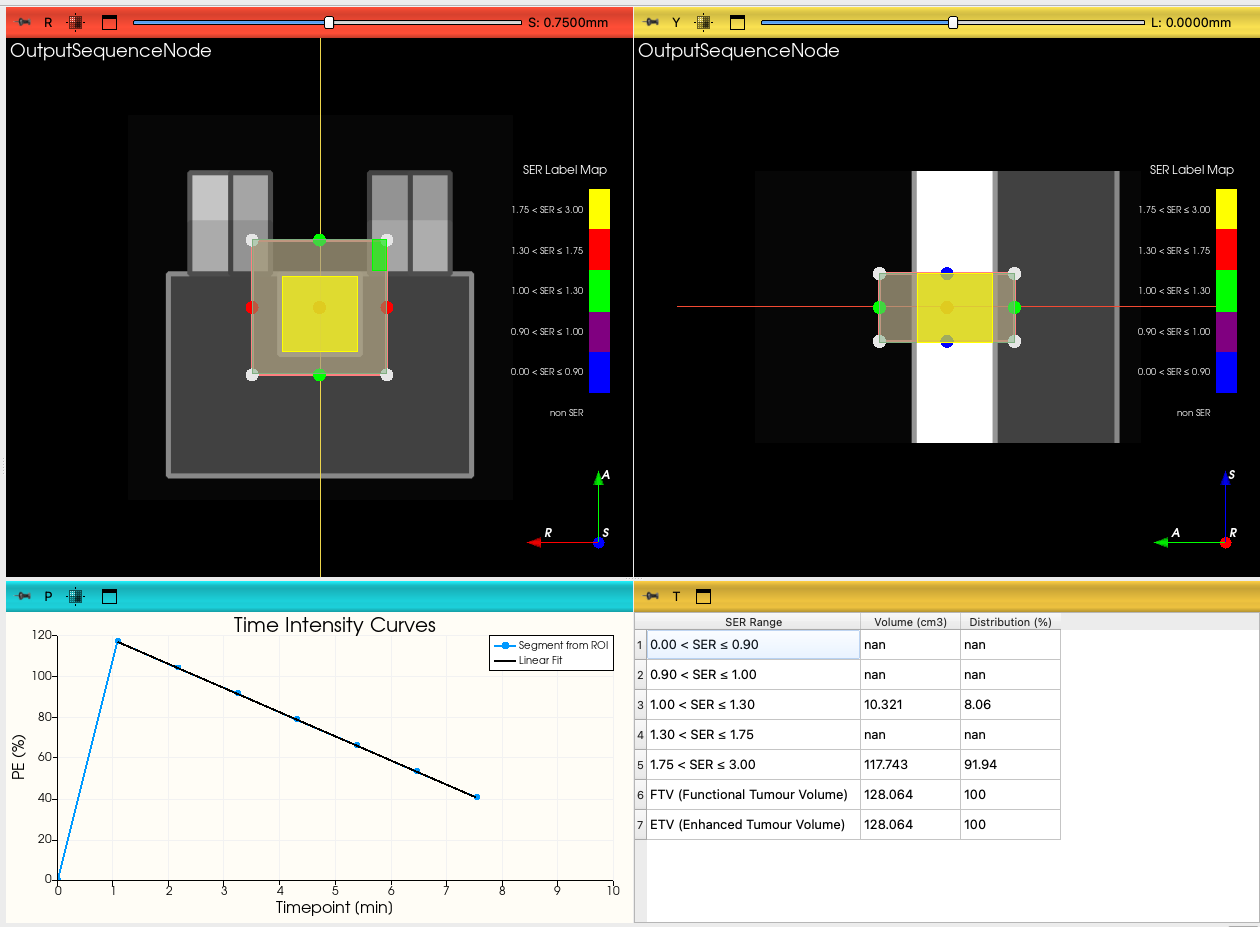 R S: 0.7500mm
OutputSequenceNode
SER Label Map
1.75 < SER ≤ 3.00
1.30 < SER ≤ 1.75
1.00 < SER ≤ 1.30
0.90 < SER ≤ 1.00
0.00 < SER ≤ 0.90
non SER
A
R
S
Y L: 0.0000mm
OutputSequenceNode
SER Label Map
1.75 < SER ≤ 3.00
1.30 < SER ≤ 1.75
1.00 < SER ≤ 1.30
0.90 < SER ≤ 1.00
0.00 < SER ≤ 0.90
non SER
S
A
R
P
Time Intensity Curves
Segment from ROI
Linear Fit
PE (%)
120
100
80
60
40
20
0
0 1 2 3 4 5 6 7 8 9 10
Timepoint [min]
T
SER Range Volume (cm3) Distribution (%)
1 0.00 < SER ≤ 0.90 nan nan
2 0.90 < SER ≤ 1.00 nan nan
3 1.00 < SER ≤ 1.30 10.321 8.06
4 1.30 < SER ≤ 1.75 nan nan
5 1.75 < SER ≤ 3.00 117.743 91.94
6 FTV (Functional Tumour Volume) 128.064 100
7 ETV (Enhanced Tumour Volume) 128.064 100